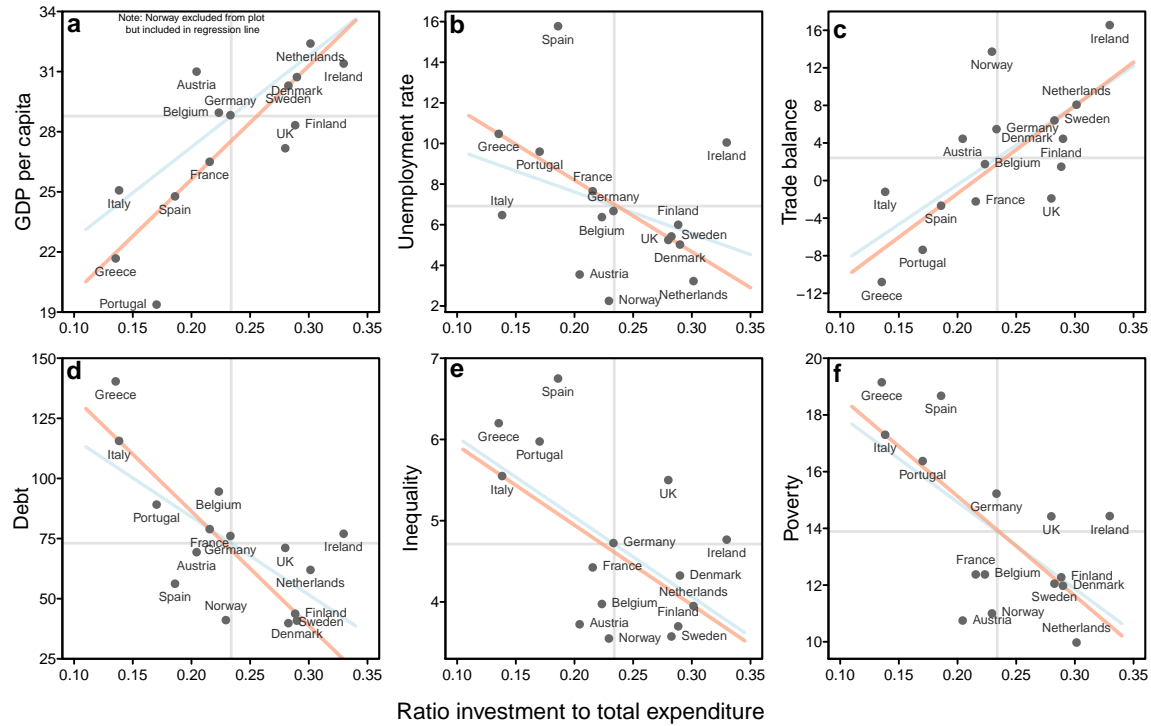 a
Note: Norway excluded from plot
but included in regression line
GDP per capita
34
31
28
25
22
19
Netherlands
Ireland
Austria
Denmark
Sweden
Germany
Belgium
Finland
UK
France
Italy
Spain
Greece
Portugal
0.10 0.15 0.20 0.25 0.30 0.35
b
Unemployment rate
16
14
12
10
8
6
4
2
Spain
Greece
Portugal
Ireland
France
Germany
Italy
Belgium
Finland
UK
Sweden
Denmark
Austria
Netherlands
Norway
0.10 0.15 0.20 0.25 0.30 0.35
c
Trade balance
16
12
8
4
0
−4
−8
−12
Ireland
Norway
Netherlands
Sweden
Germany
Denmark
Austria
Finland
Belgium
Italy
France
UK
Spain
Portugal
Greece
0.10 0.15 0.20 0.25 0.30 0.35
d
Debt
150
125
100
75
50
25
Greece
Italy
Belgium
Portugal
France
Germany
Ireland
Austria
UK
Spain
Netherlands
Norway
Finland
Sweden
Denmark
0.10 0.15 0.20 0.25 0.30 0.35
e
Inequality
7
6
5
4
Spain
Greece
Portugal
Italy
UK
Germany
Ireland
France
Denmark
Netherlands
Belgium
Finland
Austria
Norway
Sweden
0.10 0.15 0.20 0.25 0.30 0.35
f
Poverty
20
18
16
14
12
10
Greece
Spain
Italy
Portugal
Germany
UK
Ireland
France
Belgium
Finland
Denmark
Sweden
Norway
Austria
Netherlands
0.10 0.15 0.20 0.25 0.30 0.35
Ratio investment to total expenditure